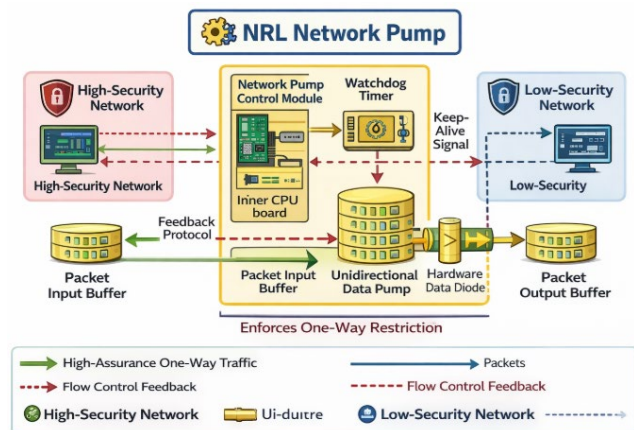 NRL Network Pump
High-Security
Network
High-Security Network
Network Pump
Control Module
Inner CPU
board
Watchdog
Timer
Keep-
Alive
Signal
Low-Security
Network
Low-Security
Feedback
Protocol
Packet
Input Buffer
Packet Input
Buffer
Unidirectional
Data Pump
Hardware
Data Diode
Packet
Output Buffer
Enforces One-Way Restriction
High-Assurance One-Way Traffic
Packets
Flow Control Feedback
Flow Control Feedback
High-Security Network
Ui-dutre
Low-Security Network